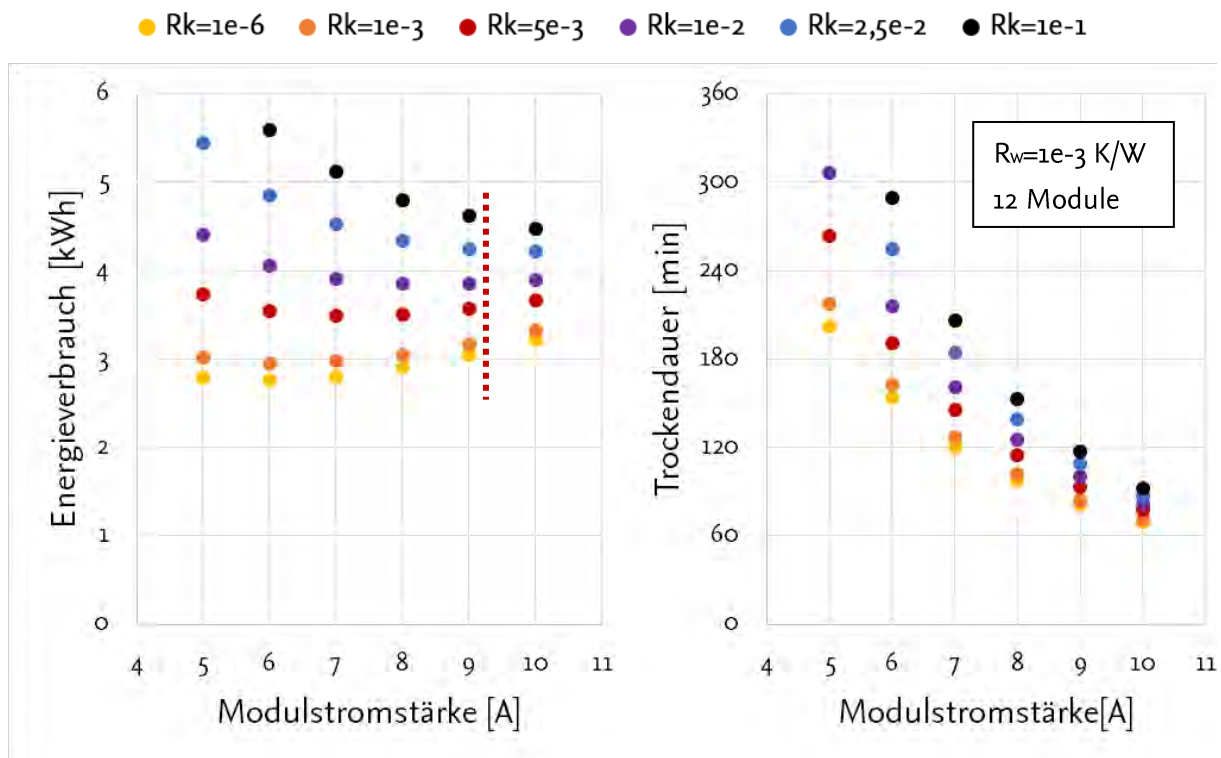 Rk=1e-6 Rk=1e-3 Rk=5e-3 Rk=1e-2 Rk=2,5e-2 Rk=1e-1
Energieverbrauch [kWh]
6
5
4
3
2
1
0
4 5 6 7 8 9 10 11
Modulstromstärke [A]
Trockendauer [min]
360
300
240
180
120
60
0
Rw=1e-3 K/W
12 Module
4 5 6 7 8 9 10 11
Modulstromstärke[A]